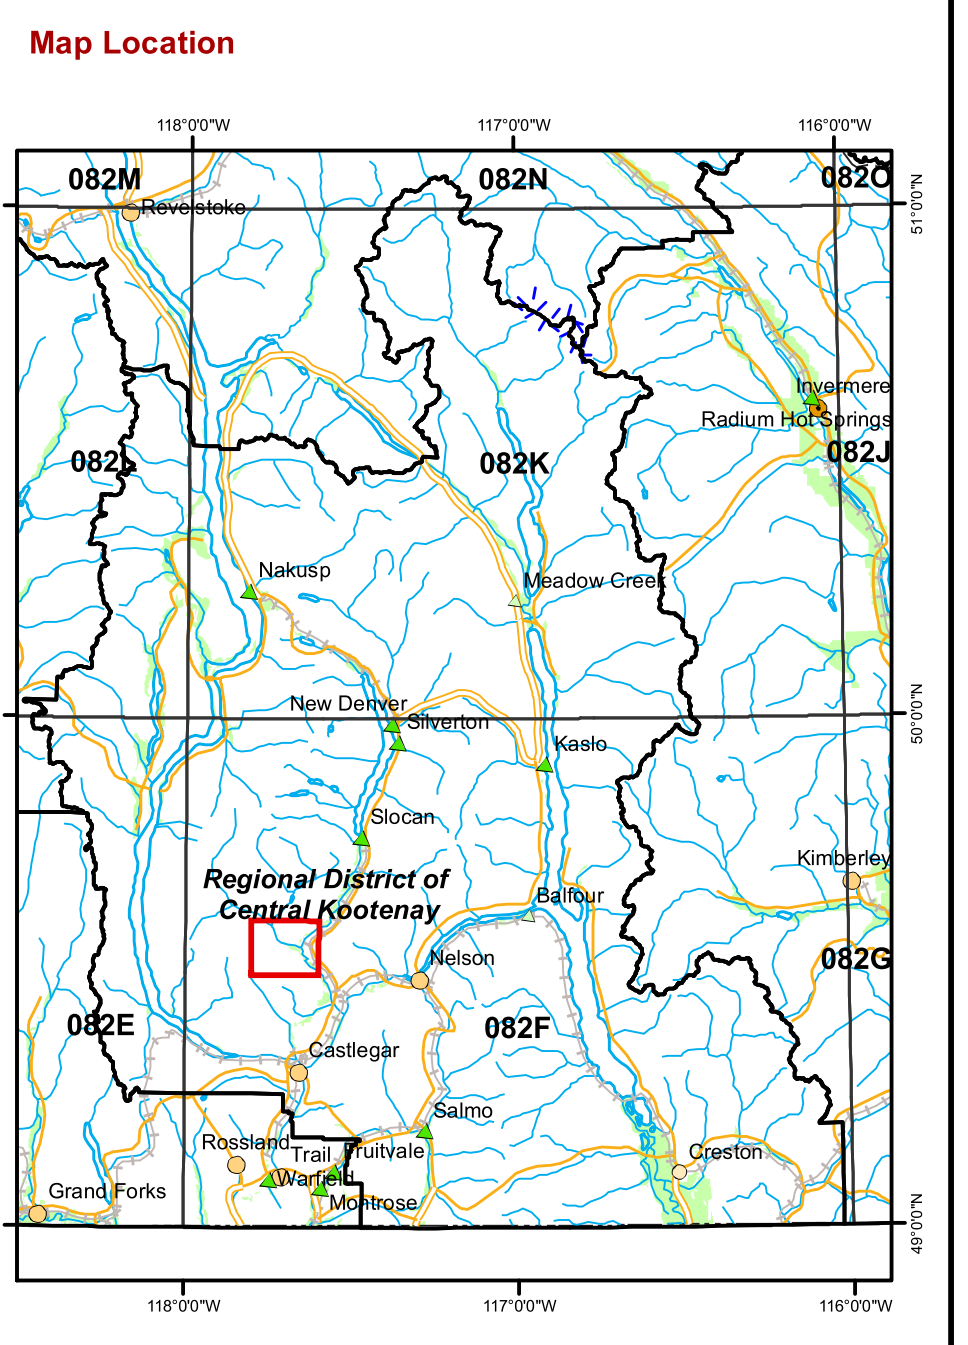 Map Location
118°0'0"W
117°0'0"W
116°0'0"W
082M
082N
082O
51°0'0"N
Revelstoke
Invermere
Radium Hot Springs
082L
082K
082J
Nakusp
Meadow Creek
New Denver
Silverton
50°0'0"N
Kaslo
Slocan
Kimberley
Regional District of
Central Kootenay
Balfour
Nelson
082G
082E
082F
Castlegar
Salmo
Rossland
Trail
Fruitvale
Creston
Warfield
Grand Forks
Montrose
49°0'0"N
118°0'0"W
117°0'0"W
116°0'0"W